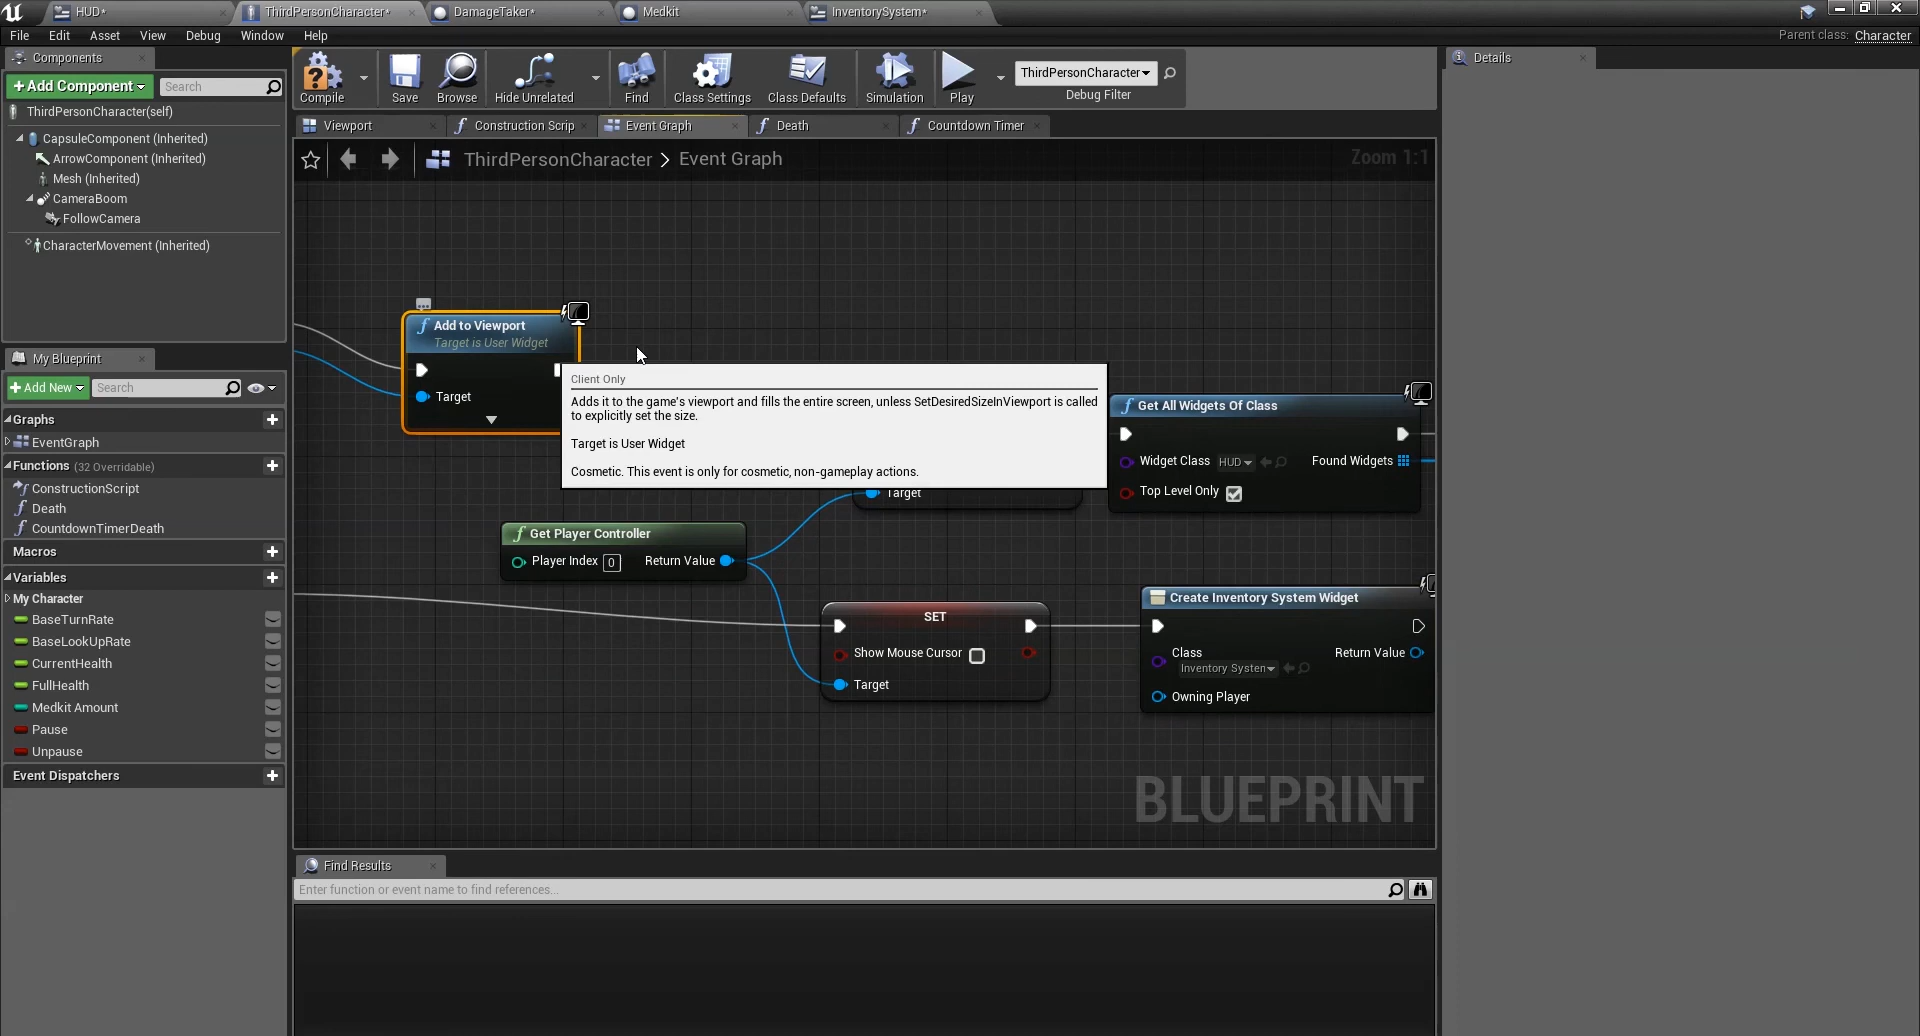 HUD*
ThirdPersonCharacter*
DamageTaker*
Medkit
InventorySystem*
File
Edit
Asset
View
Debug
Window
Help
Parent class: Character
Components
+Add Component
Search
ThirdPersonCharacter(self)
CapsuleComponent (Inherited)
ArrowComponent (Inherited)
Mesh (Inherited)
CameraBoom
FollowCamera
CharacterMovement (Inherited)
My Blueprint
+Add New
Search
Graphs
EventGraph
Functions (32 Overridable)
ConstructionScript
Death
CountdownTimerDeath
Macros
Variables
My Character
BaseTurnRate
BaseLookUpRate
CurrentHealth
FullHealth
Medkit Amount
Pause
Unpause
Event Dispatchers
Compile
Save
Browse
Hide Unrelated
Find
Class Settings
Class Defaults
Simulation
Play
ThirdPersonCharacter
Debug Filter
Viewport
Construction Scrip
Event Graph
Death
Countdown Timer
ThirdPersonCharacter > Event Graph
Zoom 1:1
Add to Viewport
Target is User Widget
Target
Client Only
Adds it to the game's viewport and fills the entire screen, unless SetDesiredSizeInViewport is called
to explicitly set the size.
Target is User Widget
Cosmetic. This event is only for cosmetic, non-gameplay actions.
Target
Get All Widgets Of Class
Widget Class HUD
Found Widgets
Top Level Only
Get Player Controller
Player Index 0
Return Value
SET
Show Mouse Cursor
Target
Create Inventory System Widget
Class
Inventory System
Return Value
Owning Player
BLUEPRINT
Find Results
Enter function or event name to find references...
Details